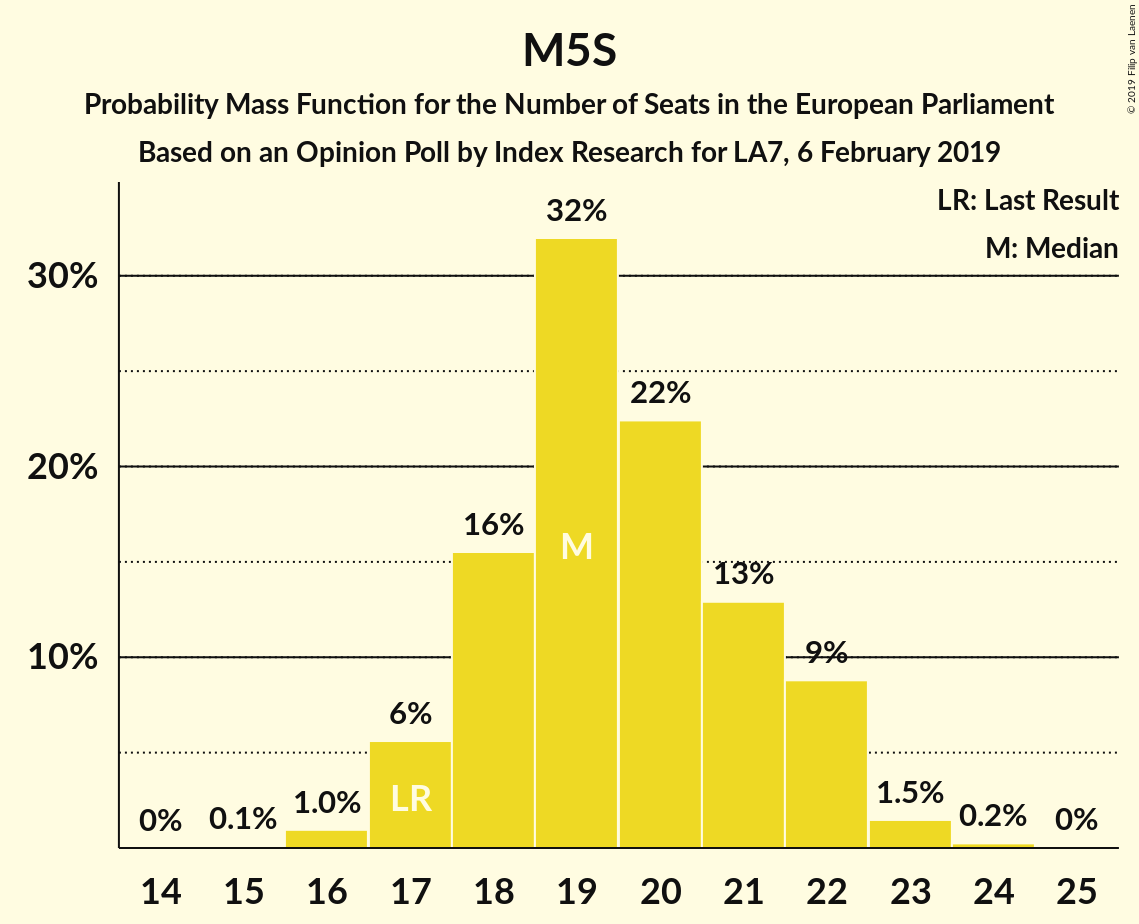 M5S
Probability Mass Function for the Number of Seats in the European Parliament
Based on an Opinion Poll by Index Research for LA7, 6 February 2019
© 2019 Filip van Laenen
LR: Last Result
M: Median
30%
20%
10%
0%
0.1%
1.0%
6%
16%
32%
22%
13%
9%
1.5%
0.2%
0%
LR
M
14 15 16 17 18 19 20 21 22 23 24 25